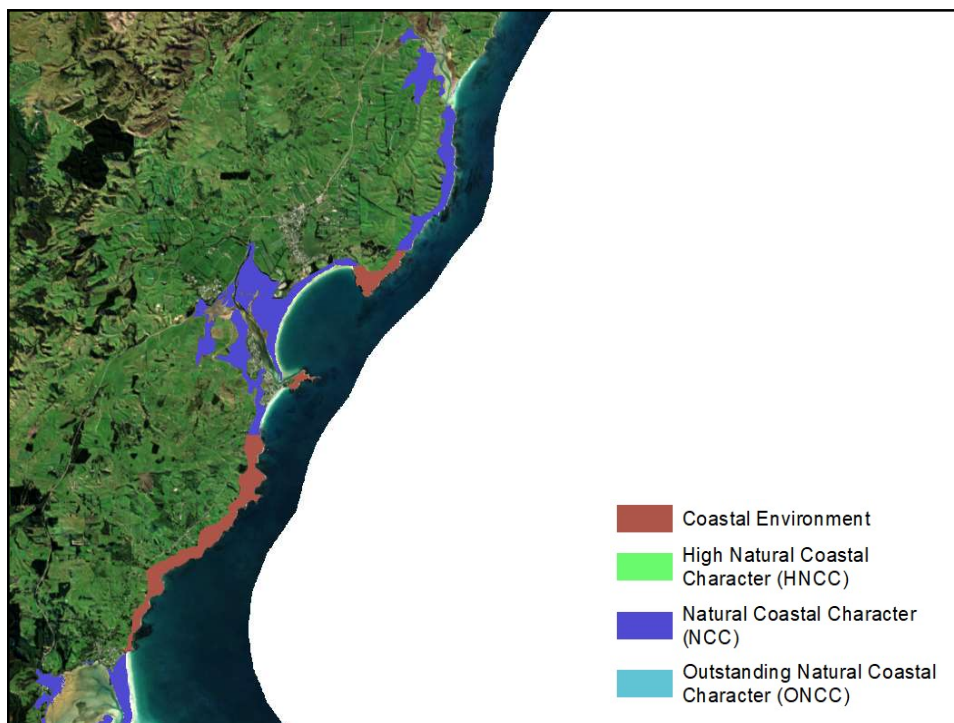 Coastal Environment
High Natural Coastal
Character (HNCC)
Natural Coastal Character
(NCC)
Outstanding Natural Coastal
Character (ONCC)